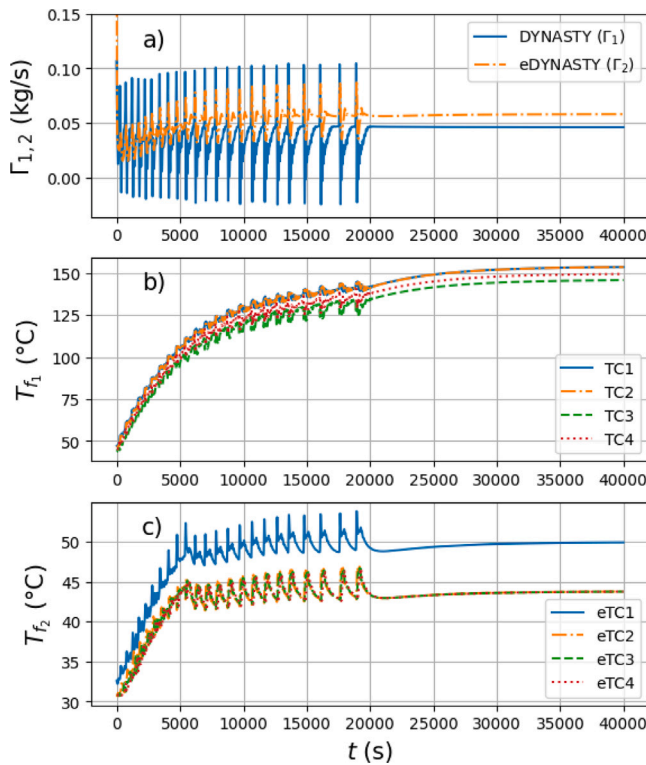 0.15
0.10
0.05
0.00
Γ1,2 (kg/s)
a)
DYNASTY (Γ1)
eDYNASTY (Γ2)
0 5000 10000 15000 20000 25000 30000 35000 40000
150
125
100
75
50
Tf1 (°C)
b)
TC1
TC2
TC3
TC4
0 5000 10000 15000 20000 25000 30000 35000 40000
50
45
40
35
30
Tf2 (°C)
c)
eTC1
eTC2
eTC3
eTC4
0 5000 10000 15000 20000 25000 30000 35000 40000
t (s)